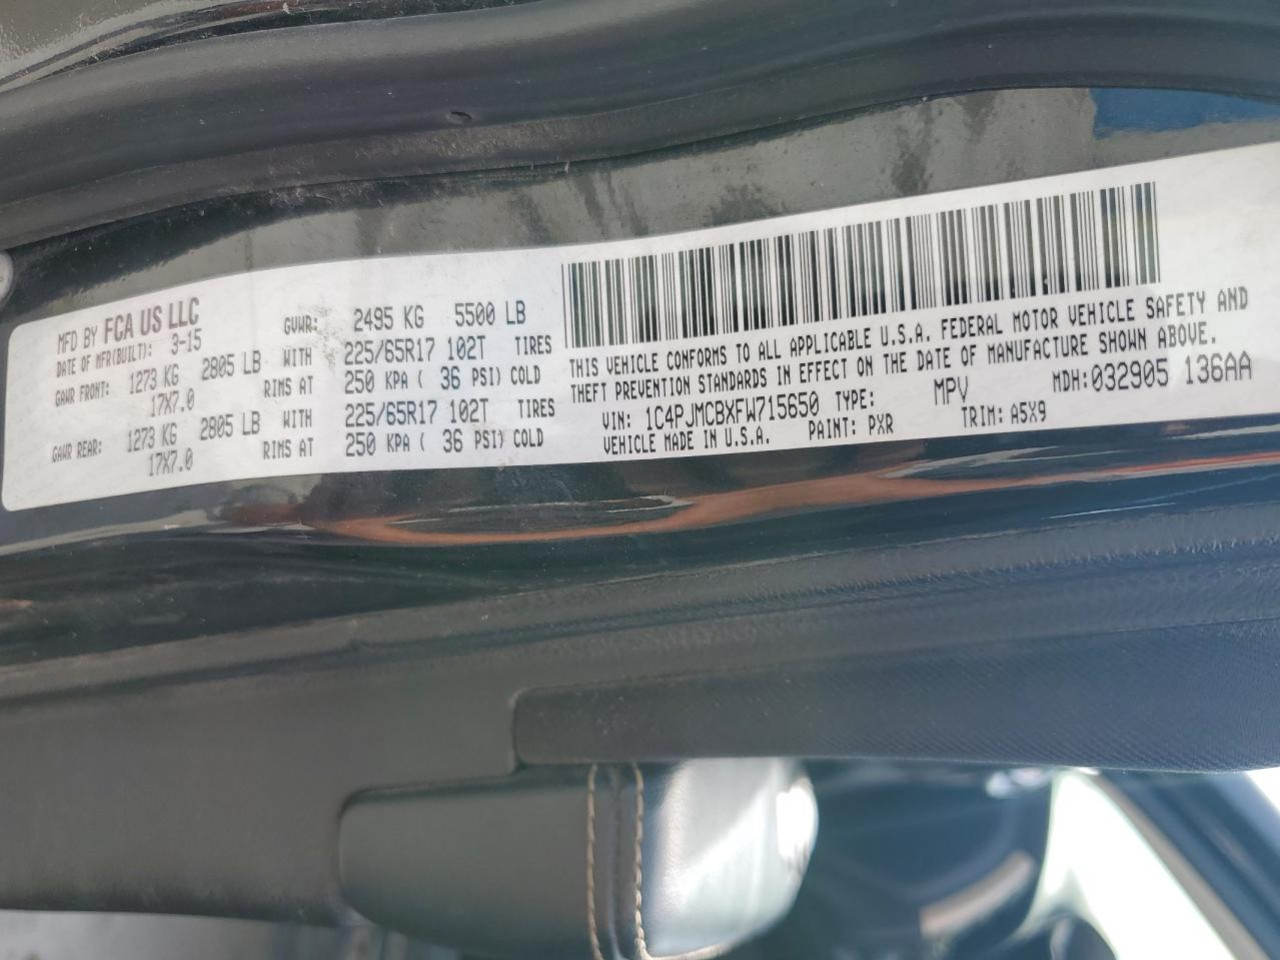 MFD BY FCA US LLC
DATE OF MFR(BUILT): 3-15 GVWR: 2495 KG 5500 LB
GAWR FRONT: 1273 KG 2805 LB WITH 225/65R17 102T TIRES
17X7.0 RIMS AT 250 KPA ( 36 PSI) COLD
GAWR REAR: 1273 KG 2805 LB WITH 225/65R17 102T TIRES
17X7.0 RIMS AT 250 KPA ( 36 PSI) COLD
THIS VEHICLE CONFORMS TO ALL APPLICABLE U.S.A. FEDERAL MOTOR VEHICLE SAFETY AND
THEFT PREVENTION STANDARDS IN EFFECT ON THE DATE OF MANUFACTURE SHOWN ABOVE.
VIN: 1C4PJMCBXFW715650 TYPE: MPV MDH:032905 136AA
VEHICLE MADE IN U.S.A. PAINT: PXR TRIM: A5X9